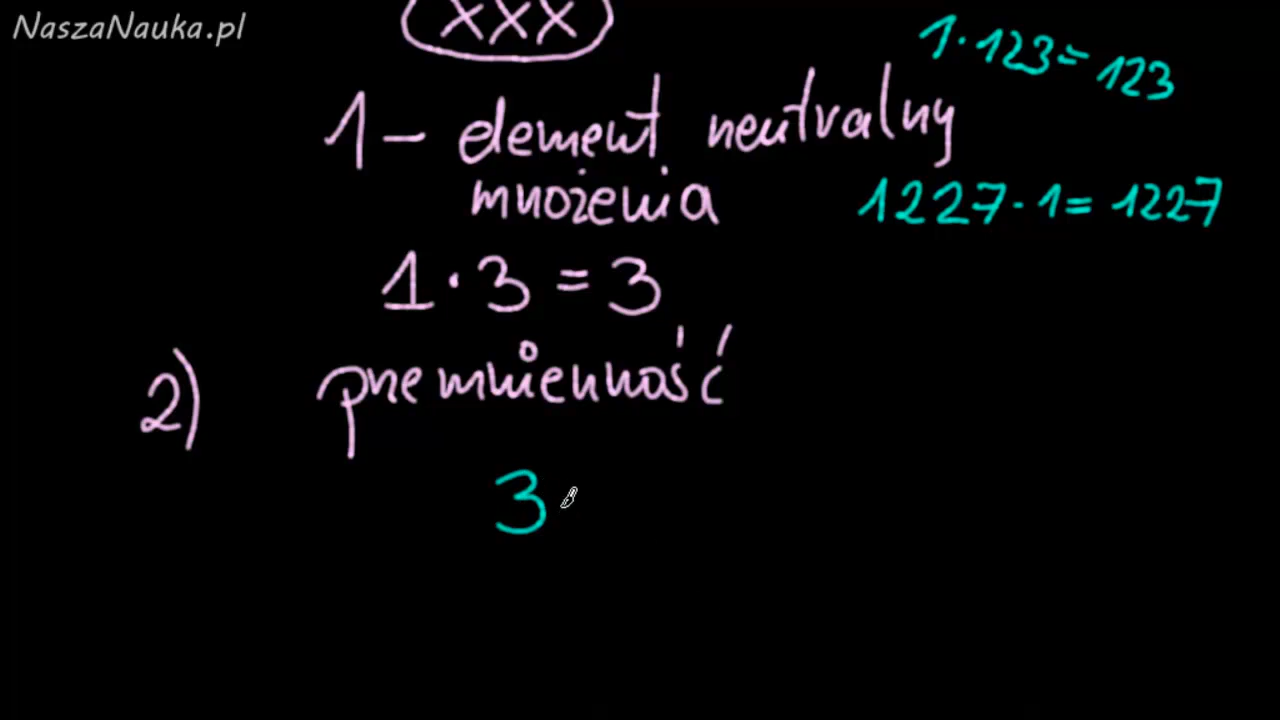 NaszaNauka.pl
XXX
1 · 123 = 123
1 – element neutralny
mnożenia
1227 · 1 = 1227
1 · 3 = 3
2) przemienność
3